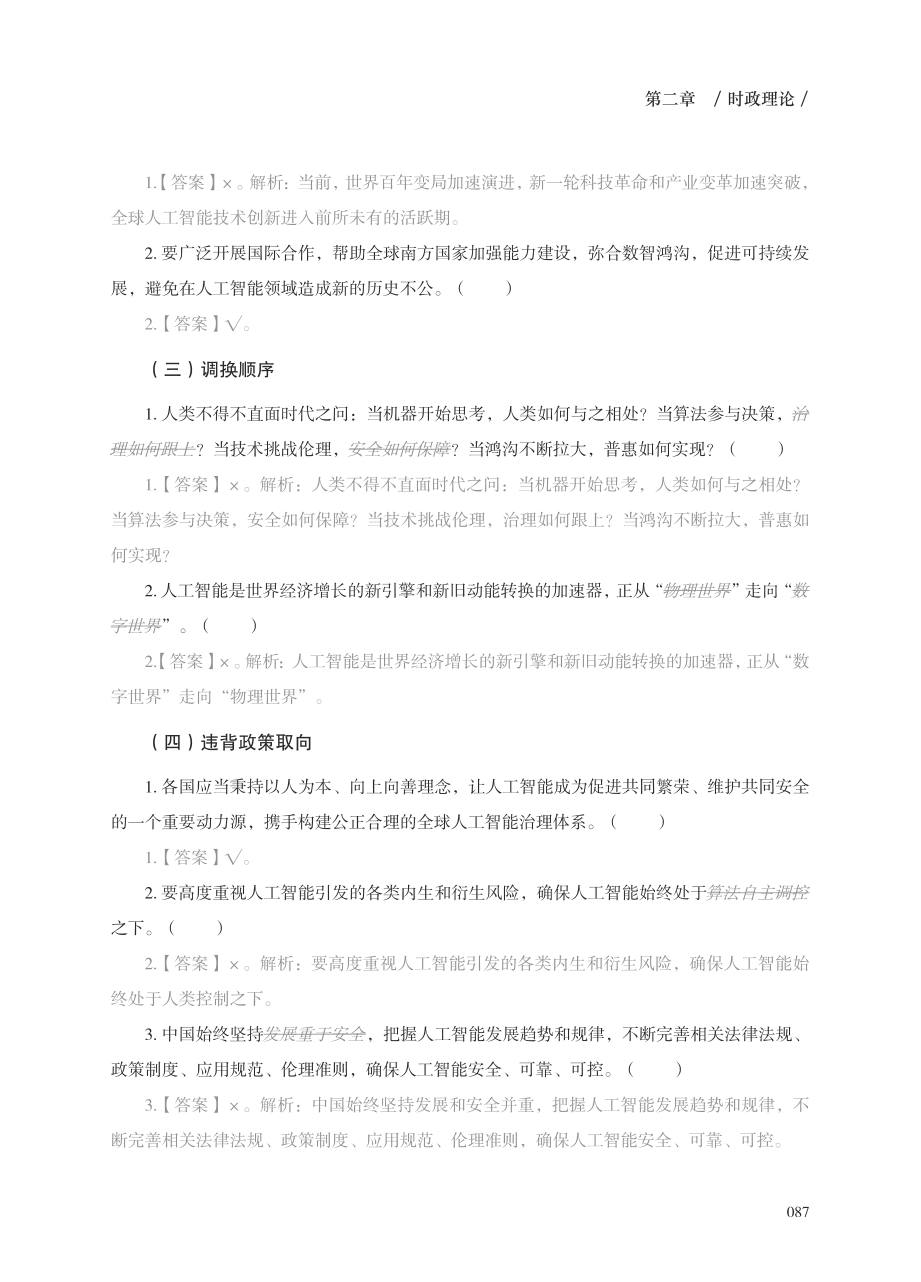 第二章 / 时政理论 /
1.【答案】×。解析：当前，世界百年变局加速演进，新一轮科技革命和产业变革加速突破，
全球人工智能技术创新进入前所未有的活跃期。
2. 要广泛开展国际合作，帮助全球南方国家加强能力建设，弥合数智鸿沟，促进可持续发
展，避免在人工智能领域造成新的历史不公。（　　）
2.【答案】√。
（三）调换顺序
1. 人类不得不直面时代之问：当机器开始思考，人类如何与之相处？当算法参与决策，治
理如何跟上？当技术挑战伦理，安全如何保障？当鸿沟不断拉大，普惠如何实现？（　　）
1.【答案】×。解析：人类不得不直面时代之问：当机器开始思考，人类如何与之相处？
当算法参与决策，安全如何保障？当技术挑战伦理，治理如何跟上？当鸿沟不断拉大，普惠如
何实现？
2. 人工智能是世界经济增长的新引擎和新旧动能转换的加速器，正从“物理世界”走向“数
字世界”。（　　）
2.【答案】×。解析：人工智能是世界经济增长的新引擎和新旧动能转换的加速器，正从“数
字世界”走向“物理世界”。
（四）违背政策取向
1. 各国应当秉持以人为本、向上向善理念，让人工智能成为促进共同繁荣、维护共同安全
的一个重要动力源，携手构建公正合理的全球人工智能治理体系。（　　）
1.【答案】√。
2. 要高度重视人工智能引发的各类内生和衍生风险，确保人工智能始终处于算法自主调控
之下。（　　）
2.【答案】×。解析：要高度重视人工智能引发的各类内生和衍生风险，确保人工智能始
终处于人类控制之下。
3. 中国始终坚持发展重于安全，把握人工智能发展趋势和规律，不断完善相关法律法规、
政策制度、应用规范、伦理准则，确保人工智能安全、可靠、可控。（　　）
3.【答案】×。解析：中国始终坚持发展和安全并重，把握人工智能发展趋势和规律，不
断完善相关法律法规、政策制度、应用规范、伦理准则，确保人工智能安全、可靠、可控。
087